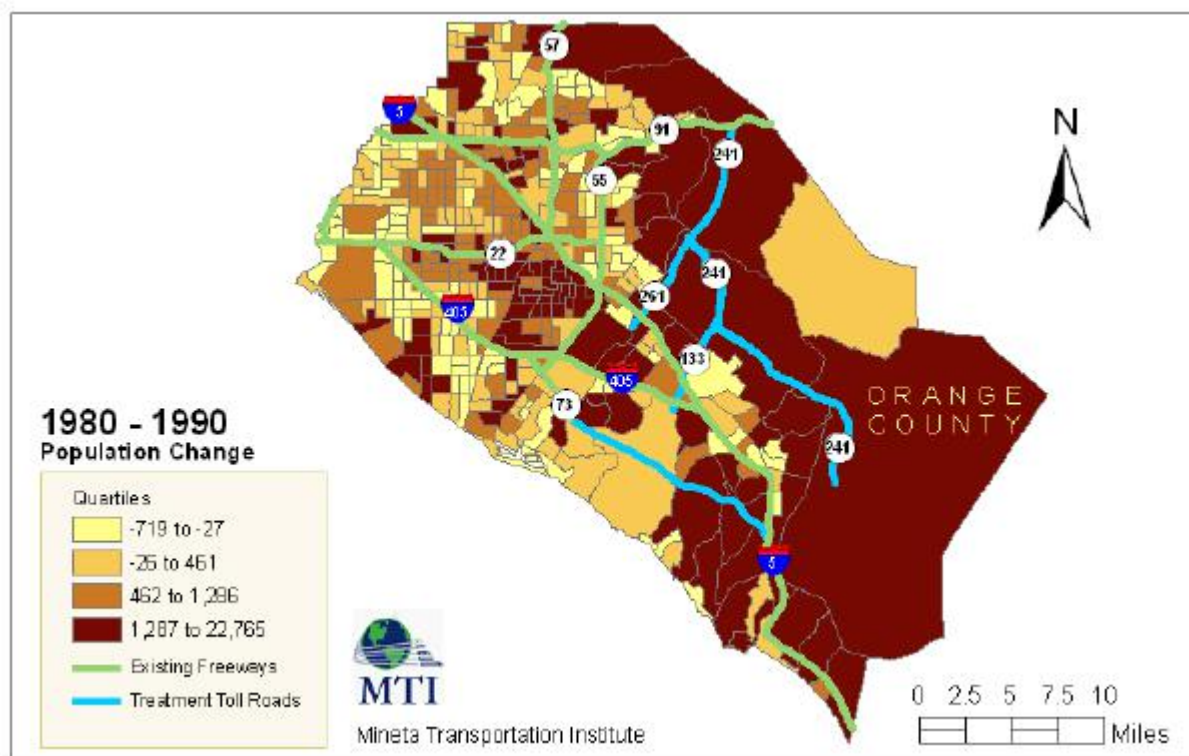 57
5
91
N
241
55
22
241
261
405
133
405
ORANGE
COUNTY
73
241
1980 - 1990
Population Change
Quartiles
-719 to -27
-26 to 461
462 to 1,286
1,287 to 22,765
Existing Freeways
Treatment Toll Roads
5
MTI
Mineta Transportation Institute
0 2.5 5 7.5 10
Miles